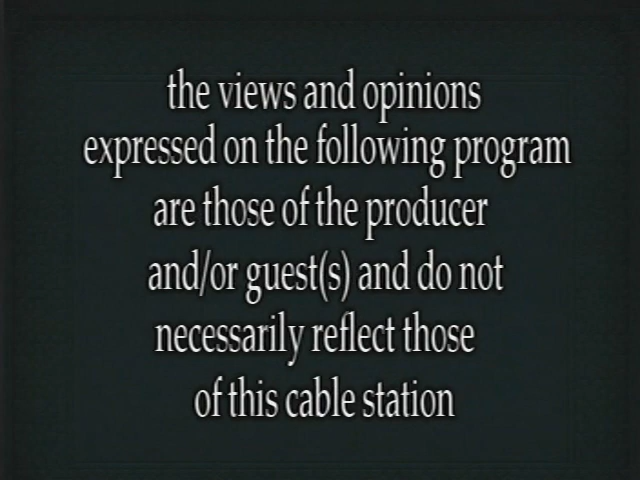 the views and opinions
expressed on the following program
are those of the producer
and/or guest(s) and do not
necessarily reflect those
of this cable station